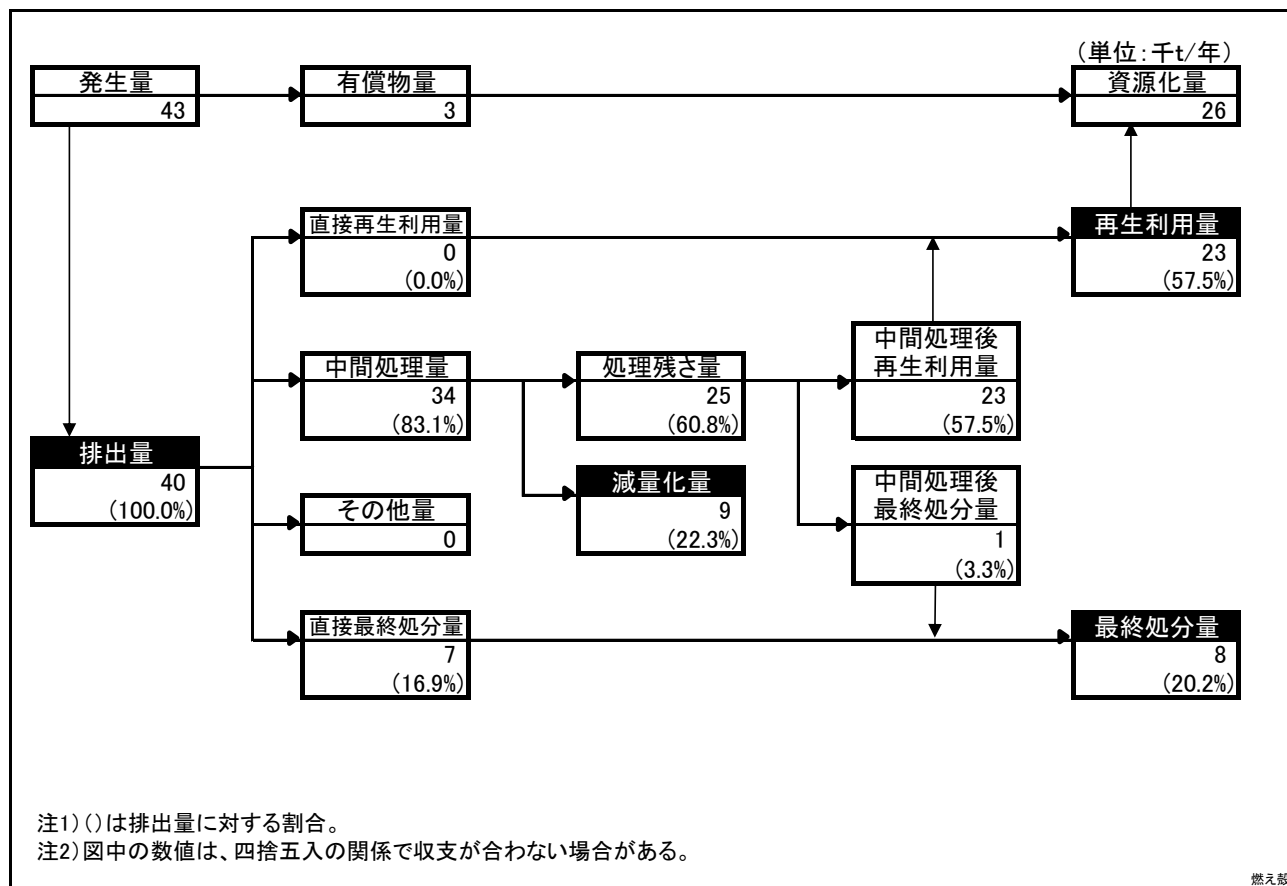 (単位:千t/年)
発生量
43
有償物量
3
資源化量
26
直接再生利用量
0
(0.0%)
再生利用量
23
(57.5%)
中間処理量
34
(83.1%)
処理残さ量
25
(60.8%)
中間処理後
再生利用量
23
(57.5%)
排出量
40
(100.0%)
減量化量
9
(22.3%)
その他量
0
中間処理後
最終処分量
1
(3.3%)
直接最終処分量
7
(16.9%)
最終処分量
8
(20.2%)
注1)()は排出量に対する割合。
注2)図中の数値は、四捨五入の関係で収支が合わない場合がある。
燃え殻